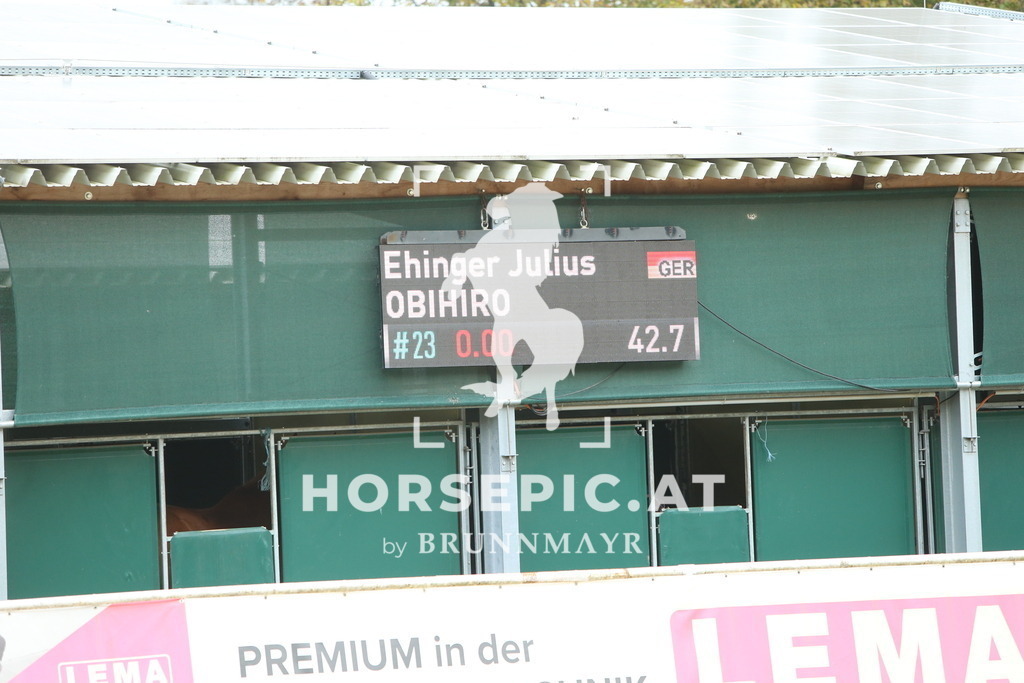 Ehinger Julius
GER
OBIHIRO
#23 0.00 42.7
HORSEPIC.AT
by BRUNNMAYR
LEMA
PREMIUM in der
LEMA